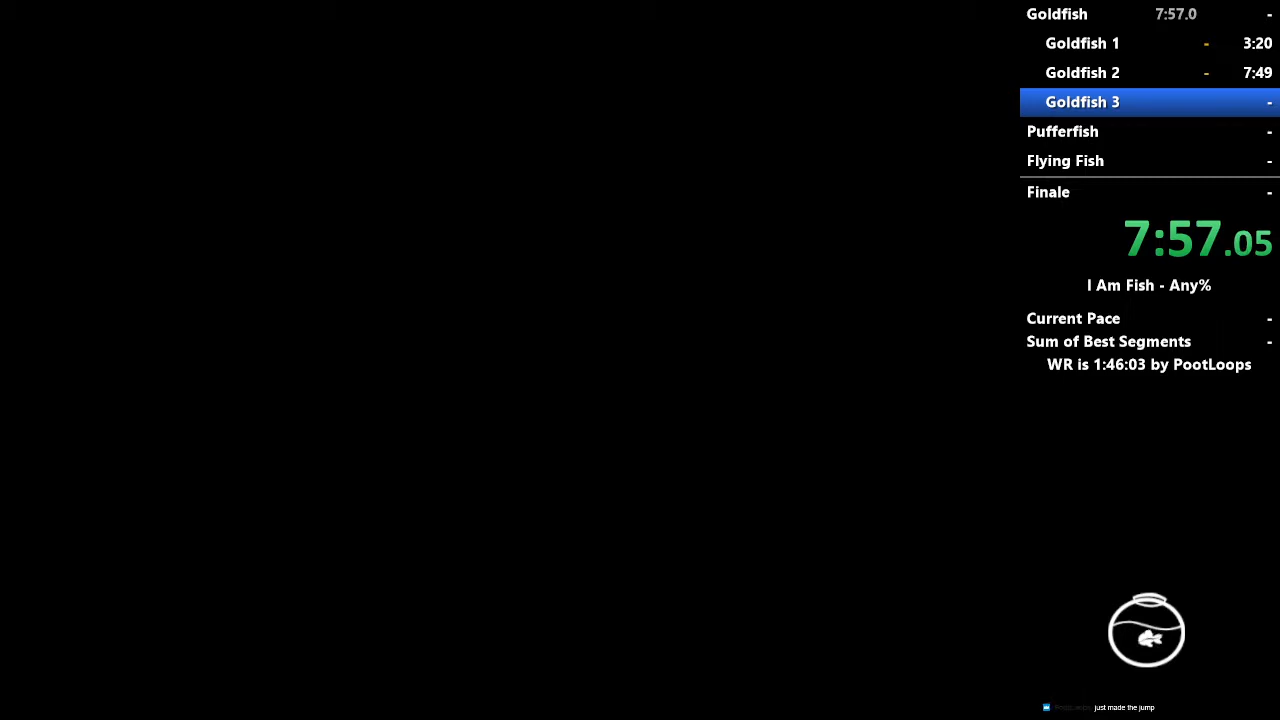 Goldfish 7:57.0 -
Goldfish 1 - 3:20
Goldfish 2 - 7:49
Goldfish 3 -
Pufferfish -
Flying Fish -
Finale -
7:57.05
I Am Fish - Any%
Current Pace -
Sum of Best Segments -
WR is 1:46:03 by PootLoops
just made the jump